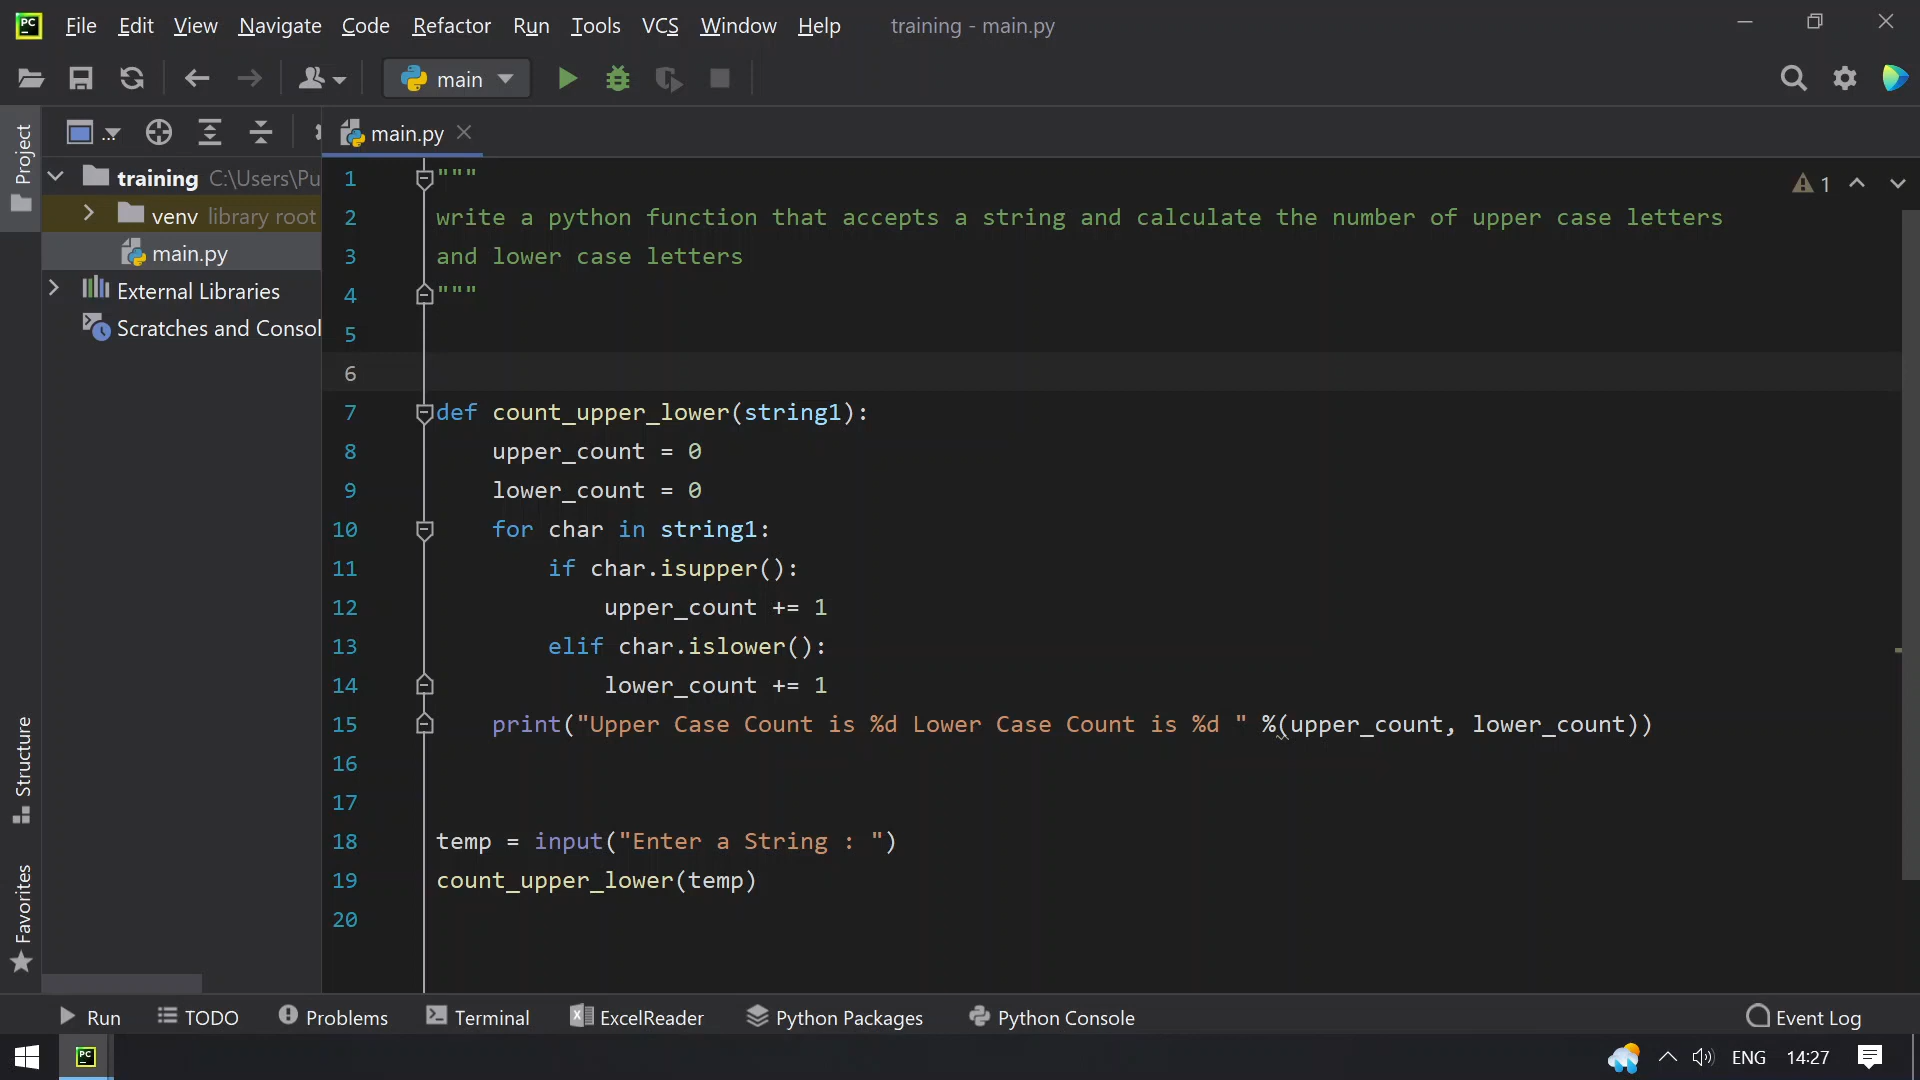 PC File Edit View Navigate Code Refactor Run Tools VCS Window Help training - main.py
main
Project
... main.py
training C:\Users\Pu
venv library root
main.py
External Libraries
Scratches and Consol
Structure
Favorites
1 """
2 write a python function that accepts a string and calculate the number of upper case letters
3 and lower case letters
4 """
5
6
7 def count_upper_lower(string1):
8     upper_count = 0
9     lower_count = 0
10     for char in string1:
11         if char.isupper():
12             upper_count += 1
13         elif char.islower():
14             lower_count += 1
15     print("Upper Case Count is %d Lower Case Count is %d " %(upper_count, lower_count))
16
17
18 temp = input("Enter a String : ")
19 count_upper_lower(temp)
20
1
Run TODO Problems Terminal ExcelReader Python Packages Python Console Event Log
PC ENG 14:27